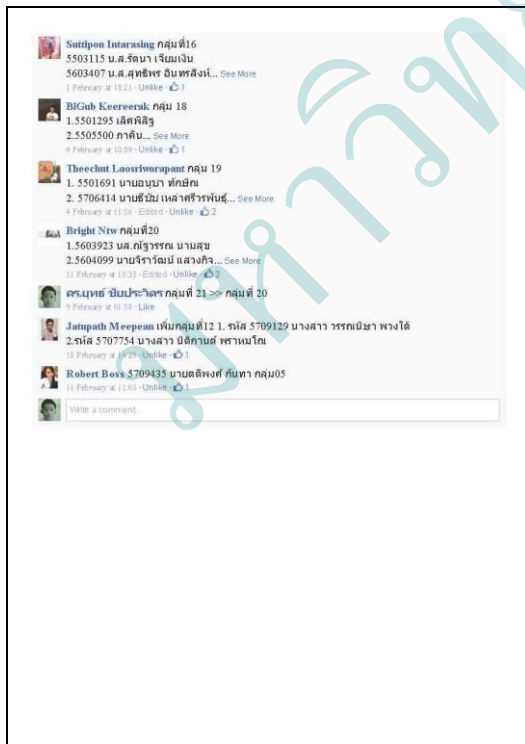 Suttipon Intarasing กลุ่มที่16
5503115 น.ส.รัตนา เจียมเงิน
5603407 น.ส.สุทธิพร อินทรสิงห์... See More
1 February at 18:21 · Unlike · 1
BiGub Keereerak กลุ่ม 18
1.5501295 เลิศพิสิฐ
2.5505500 ภาคิน... See More
4 February at 10:09 · Unlike · 1
Theechut Laosriworapant กลุ่ม 19
1. 5501691 นายอนุชา ทักษิณ
2. 5706414 นายธีชัช เหล่าศรีวรพันธุ์... See More
4 February at 11:56 · Edited · Unlike · 2
Bright Ntw กลุ่มที่20
1.5603923 นส.ณัฐวรรณ นามสุข
2.5604099 นายจิราวัฒน์ แสวงกิจ... See More
11 February at 15:33 · Edited · Unlike · 2
ดร.ยุทธ์ ชัยประวิตร กลุ่มที่ 21 >> กลุ่มที่ 20
9 February at 01:58 · Like
Jatupath Meepean เพิ่มกลุ่มที่12 1. รหัส 5709129 นางสาว วรรณนิษา พวงใต้
2.รหัส 5707754 นางสาว นิติกานต์ พราหมโณ
10 February at 14:29 · Unlike · 1
Robert Boss 5709435 นายตติพงศ์ กันทา กลุ่ม05
11 February at 11:03 · Unlike · 1
Write a comment